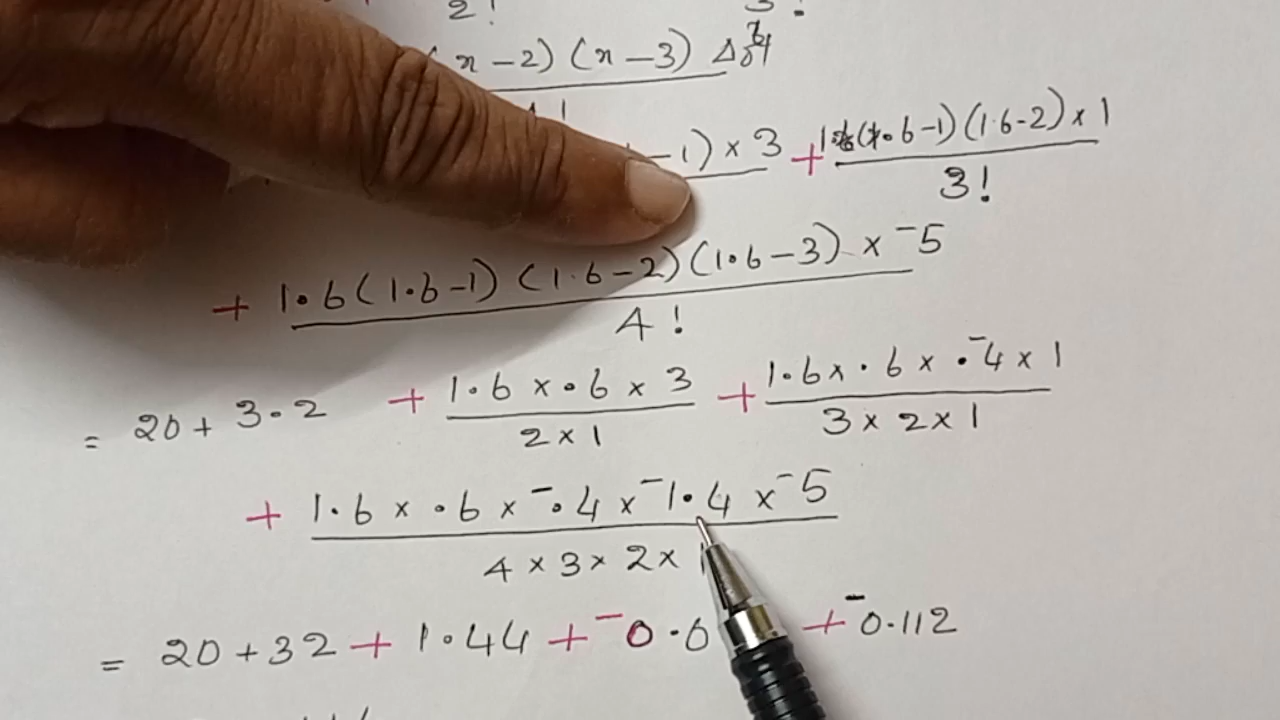 2! 3!
x - 2) (x - 3) Δ
4!
-1) × 3 + 1.6(1.6-1)(1.6-2) × 1
3!
+ 1.6(1.6-1) (1.6-2)(1.6-3) × ⁻5
4!
= 20 + 3.2 + 1.6 × .6 × 3 + 1.6 × .6 × .⁻4 × 1
2 × 1 3 × 2 × 1
+ 1.6 × .6 × ⁻.4 × ⁻1.4 × ⁻5
4 × 3 × 2 ×
= 20 + 32 + 1.44 + ⁻0.0 + ⁻0.112